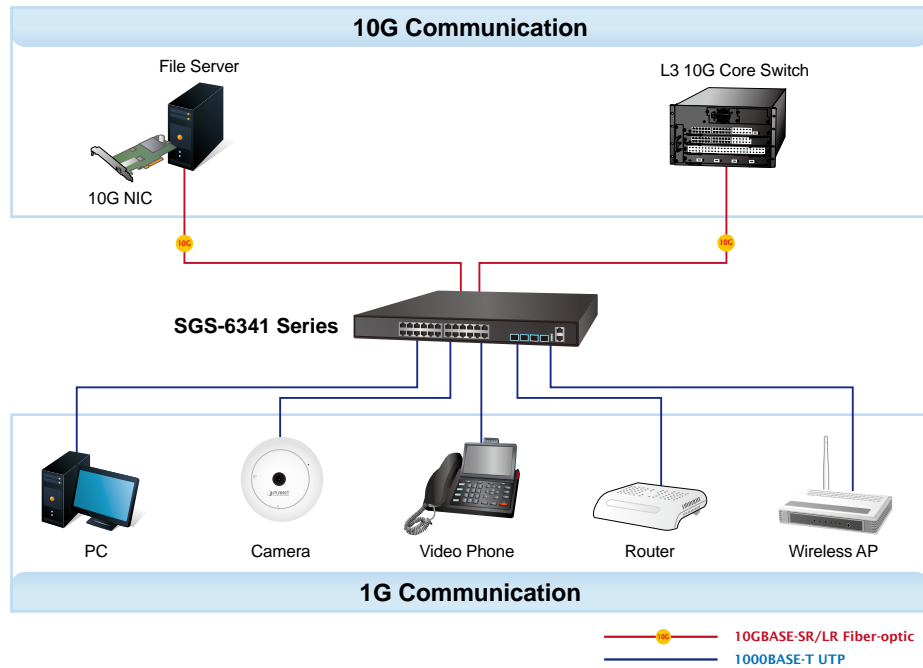 10G Communication
File Server
L3 10G Core Switch
10G NIC
10G
10G
SGS-6341 Series
PLANET
PC
Camera
Video Phone
Router
Wireless AP
1G Communication
10G
10GBASE-SR/LR Fiber-optic
1000BASE-T UTP